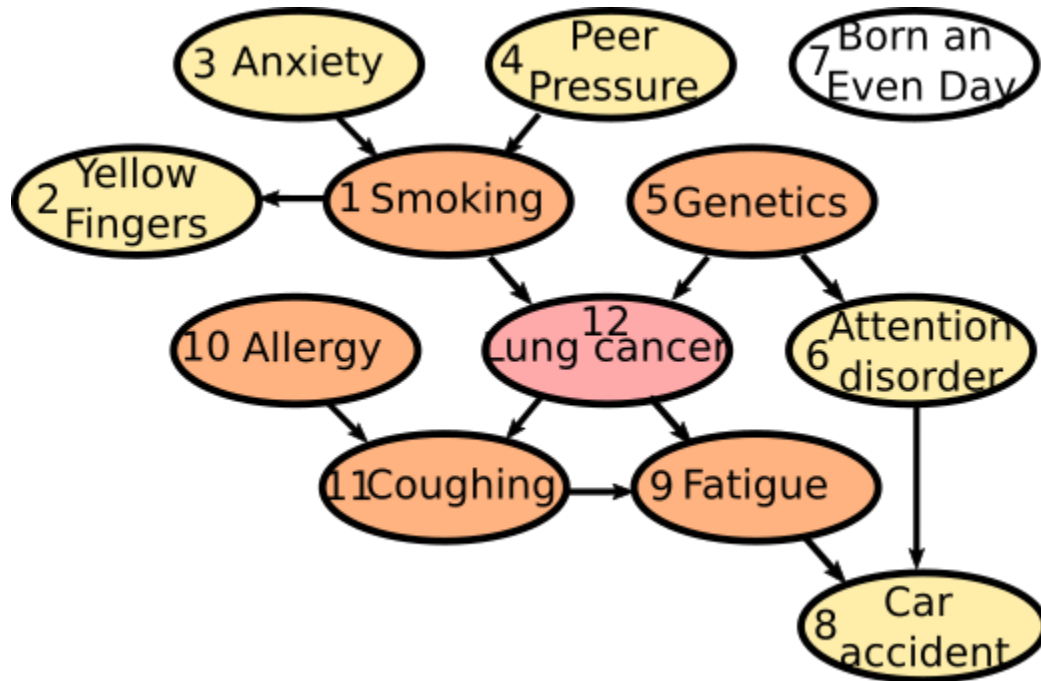 3 Anxiety
4 Peer
Pressure
7 Born an
Even Day
2 Yellow
Fingers
1 Smoking
5 Genetics
10 Allergy
12
Lung cancer
6 Attention
disorder
11 Coughing
9 Fatigue
8 Car
accident